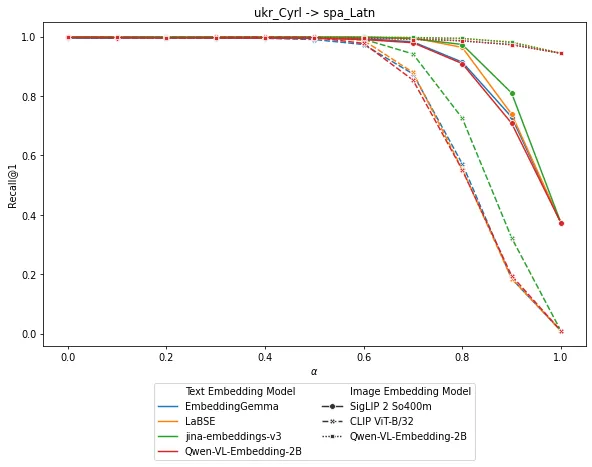 ukr_Cyrl -> spa_Latn
1.0
0.8
0.6
0.4
0.2
0.0
Recall@1
0.0 0.2 0.4 0.6 0.8 1.0
α
Text Embedding Model Image Embedding Model
EmbeddingGemma SigLIP 2 So400m
LaBSE CLIP ViT-B/32
jina-embeddings-v3 Qwen-VL-Embedding-2B
Qwen-VL-Embedding-2B